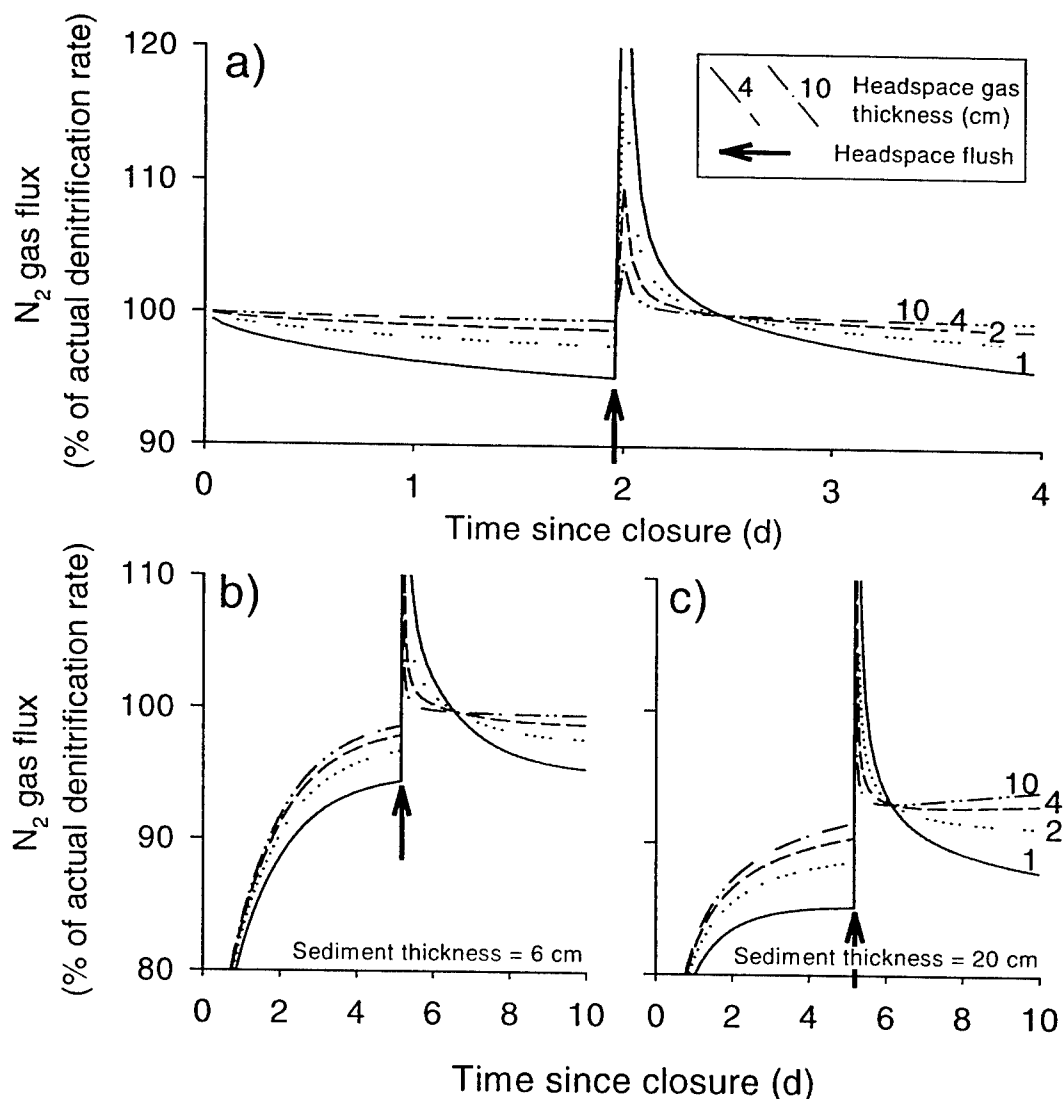 a)
120
110
100
90
N2 gas flux
(% of actual denitrification rate)
4 10 Headspace gas
thickness (cm)
Headspace flush
10 4 2 1
0 1 2 3 4
Time since closure (d)
b)
110
100
90
80
N2 gas flux
(% of actual denitrification rate)
Sediment thickness = 6 cm
0 2 4 6 8 10
c)
10
4
2
1
Sediment thickness = 20 cm
0 2 4 6 8 10
Time since closure (d)